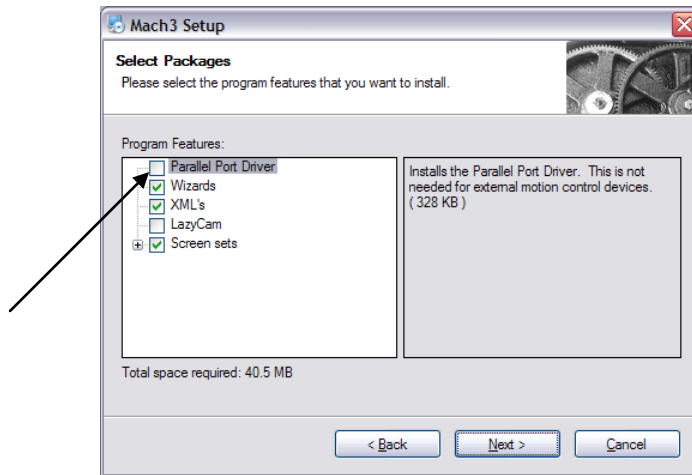 Mach3 Setup
Select Packages
Please select the program features that you want to install.
Program Features:
Parallel Port Driver
Wizards
XML's
LazyCam
Screen sets
Installs the Parallel Port Driver. This is not
needed for external motion control devices.
( 328 KB )
Total space required: 40.5 MB
< Back
Next >
Cancel